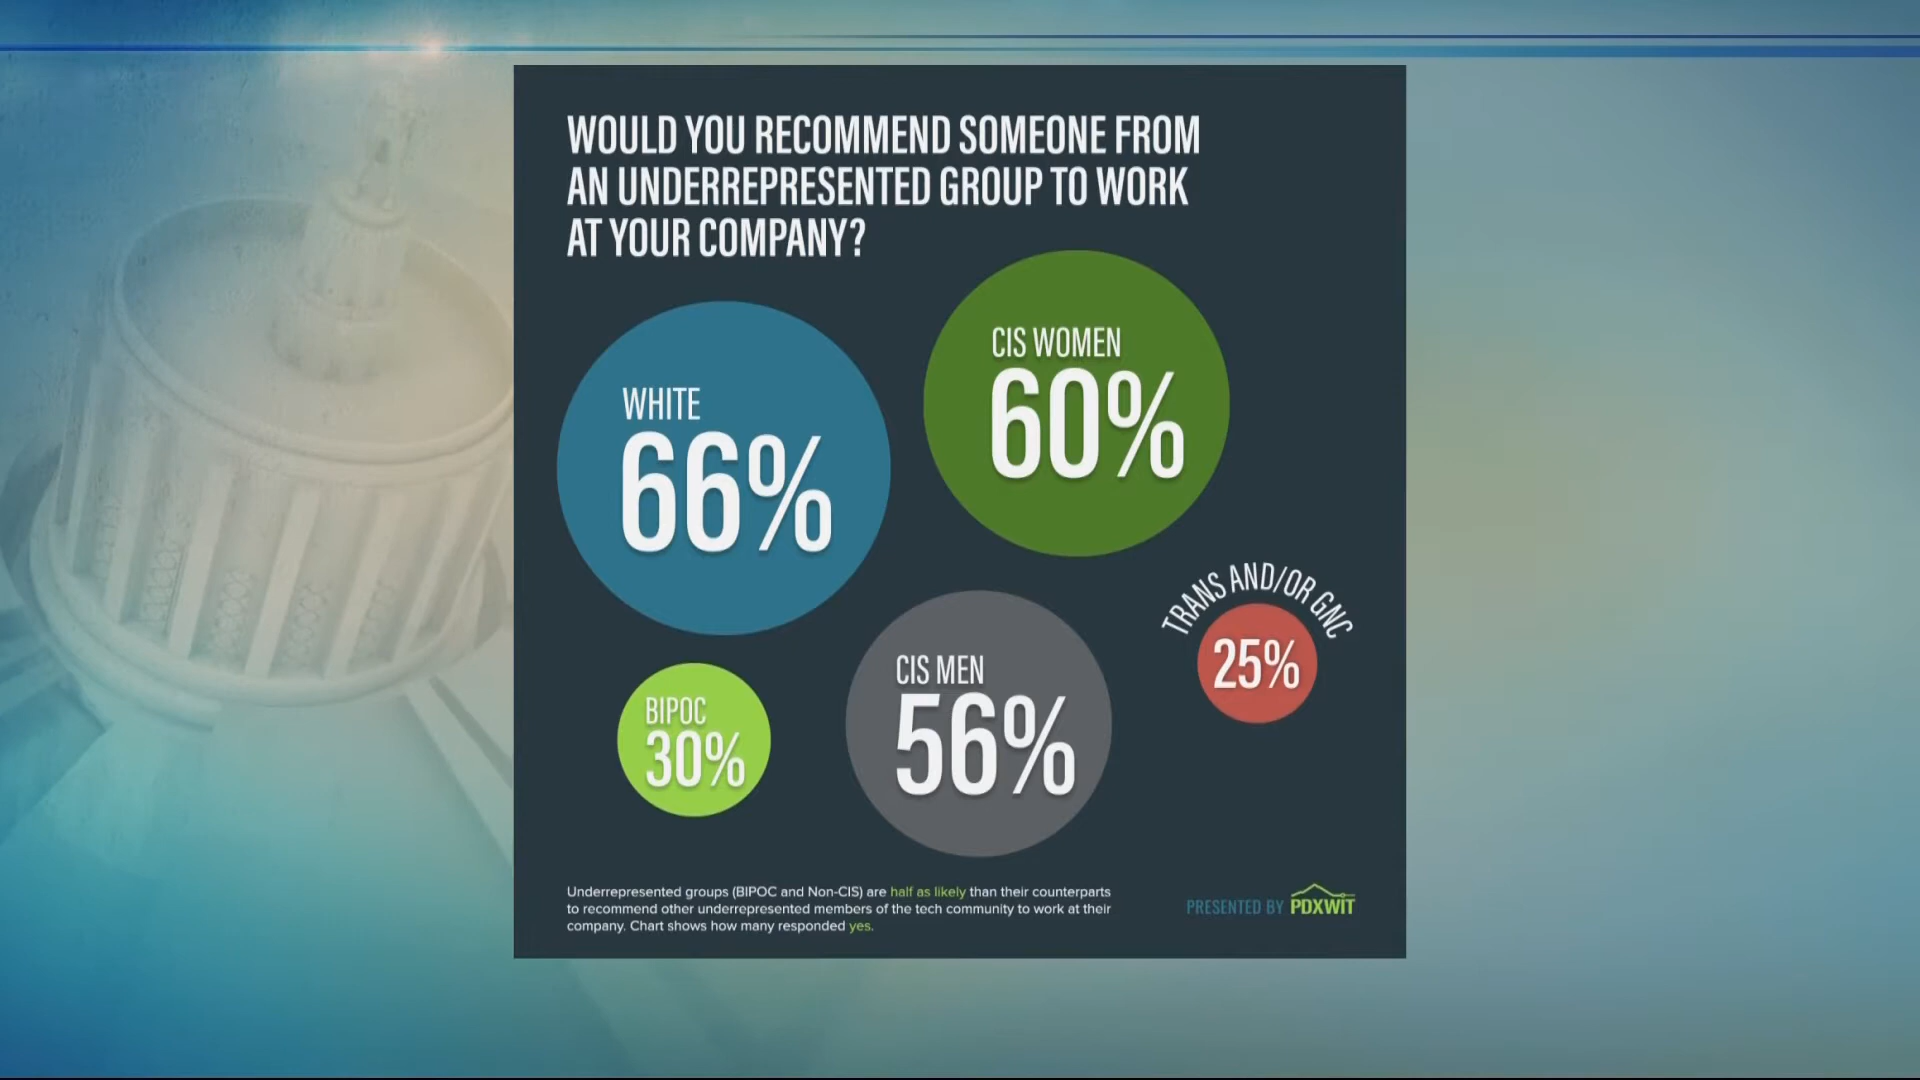 WOULD YOU RECOMMEND SOMEONE FROM
AN UNDERREPRESENTED GROUP TO WORK
AT YOUR COMPANY?
WHITE
66%
CIS WOMEN
60%
TRANS AND/OR GNC
25%
BIPOC
30%
CIS MEN
56%
Underrepresented groups (BIPOC and Non-CIS) are half as likely than their counterparts
to recommend other underrepresented members of the tech community to work at their
company. Chart shows how many responded yes.
PRESENTED BY PDXWIT